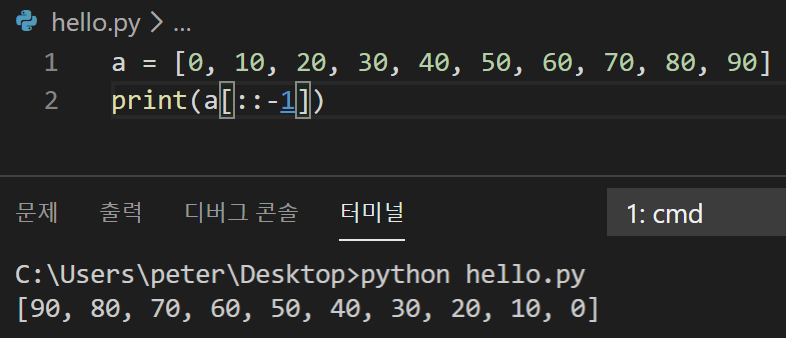 hello.py > ...
1 a = [0, 10, 20, 30, 40, 50, 60, 70, 80, 90]
2 print(a[::-1])
문제 출력 디버그 콘솔 터미널 1: cmd
C:\Users\peter\Desktop>python hello.py
[90, 80, 70, 60, 50, 40, 30, 20, 10, 0]